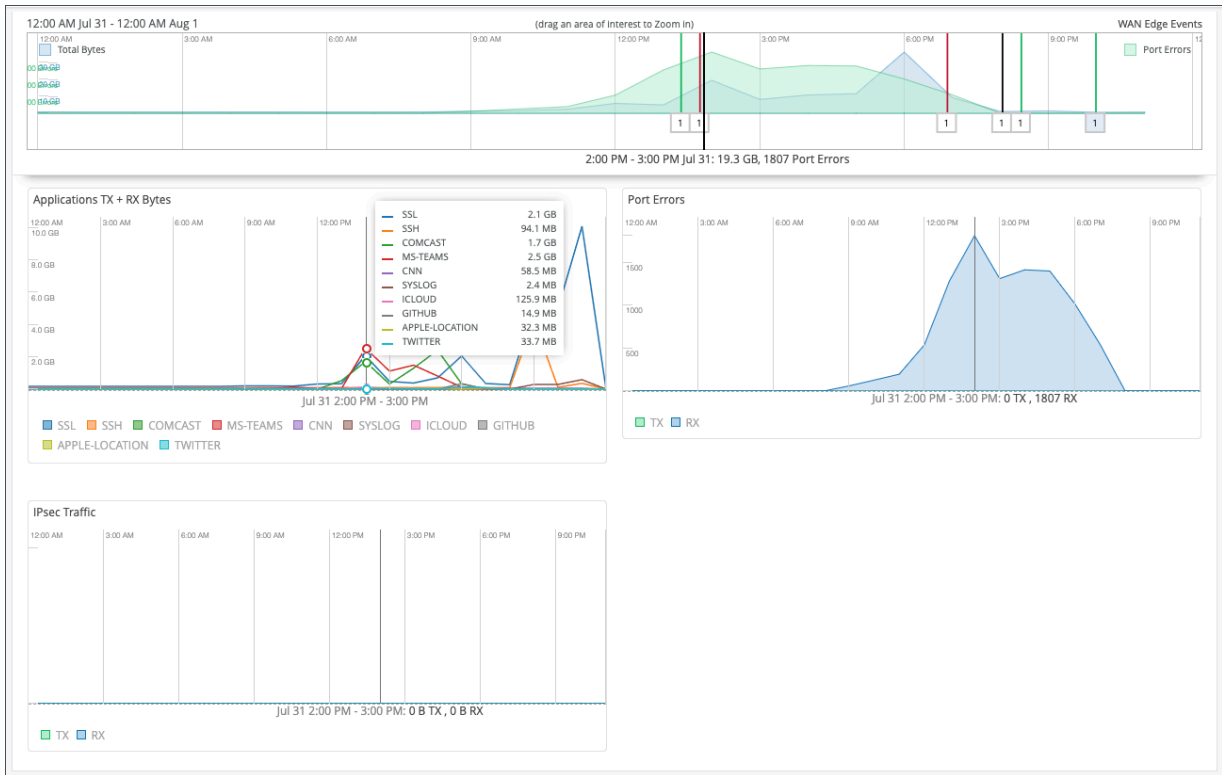 12:00 AM Jul 31 - 12:00 AM Aug 1 (drag an area of interest to Zoom in) WAN Edge Events
12:00 AM 3:00 AM 6:00 AM 9:00 AM 12:00 PM 3:00 PM 6:00 PM 9:00 PM
Total Bytes Port Errors
1 1 1 1 1 1
2:00 PM - 3:00 PM Jul 31: 19.3 GB, 1807 Port Errors
Applications TX + RX Bytes
12:00 AM 3:00 AM 6:00 AM 9:00 AM 12:00 PM
10.0 GB
8.0 GB
6.0 GB
4.0 GB
2.0 GB
SSL 2.1 GB
SSH 94.1 MB
COMCAST 1.7 GB
MS-TEAMS 2.5 GB
CNN 58.5 MB
SYSLOG 2.4 MB
ICLOUD 125.9 MB
GITHUB 14.9 MB
APPLE-LOCATION 32.3 MB
TWITTER 33.7 MB
Jul 31 2:00 PM - 3:00 PM
SSL SSH COMCAST MS-TEAMS CNN SYSLOG ICLOUD GITHUB
APPLE-LOCATION TWITTER
Port Errors
12:00 AM 3:00 AM 6:00 AM 9:00 AM 12:00 PM 3:00 PM 6:00 PM 9:00 PM
1500
1000
500
Jul 31 2:00 PM - 3:00 PM: 0 TX , 1807 RX
TX RX
IPsec Traffic
12:00 AM 3:00 AM 6:00 AM 9:00 AM 12:00 PM 3:00 PM 6:00 PM 9:00 PM
Jul 31 2:00 PM - 3:00 PM: 0 B TX , 0 B RX
TX RX